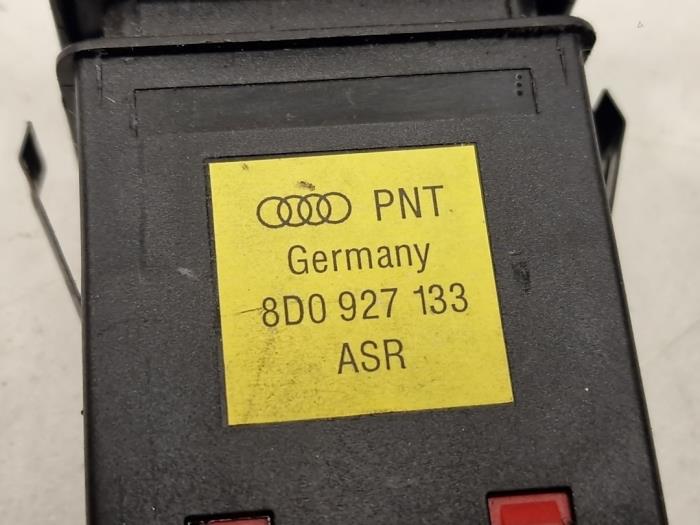 PNT
Germany
8D0 927 133
ASR